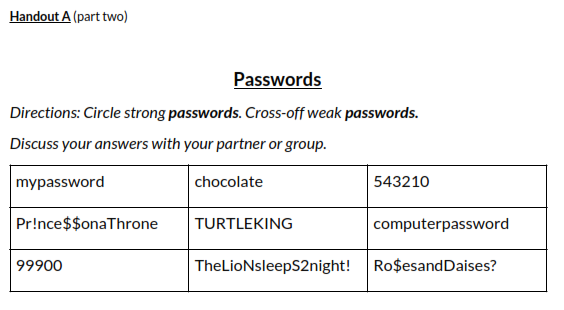 Handout A (part two)
Passwords
Directions: Circle strong passwords. Cross-off weak passwords.
Discuss your answers with your partner or group.
mypassword chocolate 543210
Pr!nce$$onaThrone TURTLEKING computerpassword
99900 TheLioNsleepS2night! Ro$esandDaises?